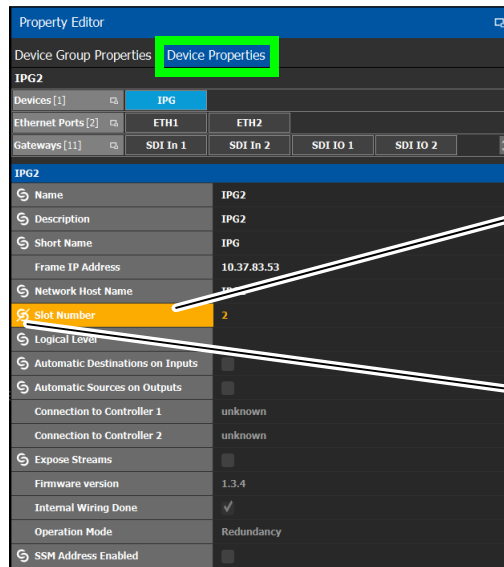 Property Editor
Device Group Properties Device Properties
IPG2
Devices [1] IPG
Ethernet Ports [2] ETH1 ETH2
Gateways [11] SDI In 1 SDI In 2 SDI IO 1 SDI IO 2
IPG2
Name IPG2
Description IPG2
Short Name IPG
Frame IP Address 10.37.83.53
Network Host Name
Slot Number 2
Logical Level
Automatic Destinations on Inputs
Automatic Sources on Outputs
Connection to Controller 1 unknown
Connection to Controller 2 unknown
Expose Streams
Firmware version 1.3.4
Internal Wiring Done
Operation Mode Redundancy
SSM Address Enabled